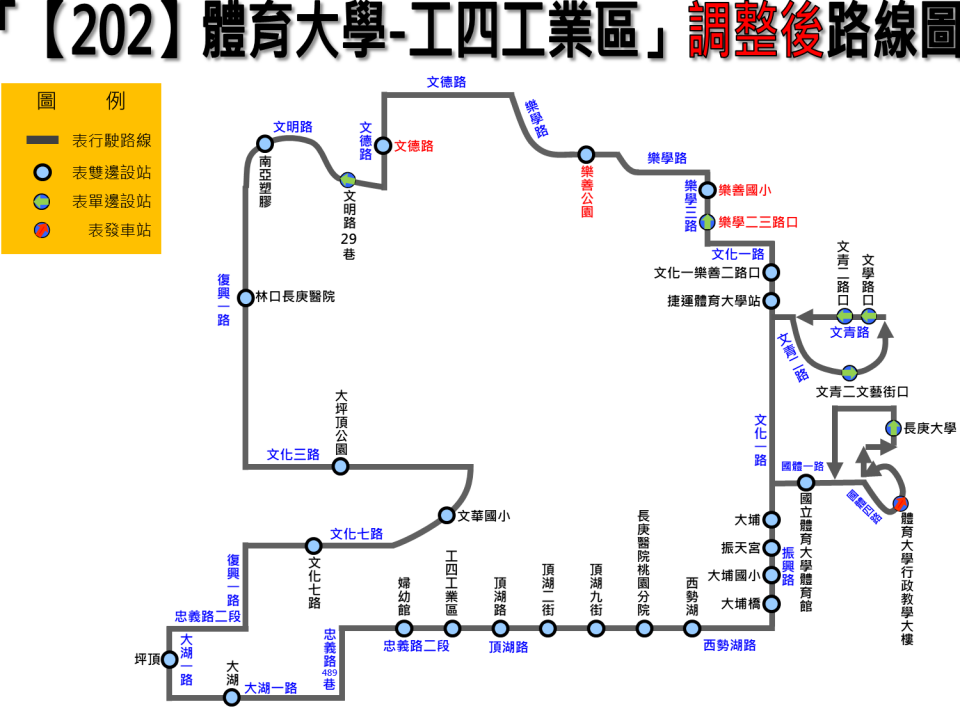 「【202】體育大學-工四工業區」調整後路線圖
圖 例
表行駛路線
表雙邊設站
表單邊設站
表發車站
文德路
文明路
文德路
文德路
南亞塑膠
文明路29巷
樂學路
樂善公園
樂學路
樂學三路
樂善國小
樂學二三路口
文化一路
文化一樂善二路口
捷運體育大學站
文青二路口
文學路口
文青路
文青二路
文青二文藝街口
復興一路
林口長庚醫院
大坪頂公園
文化三路
文化一路
長庚大學
國體一路
國體四路
國立體育大學體育館
體育大學行政教學大樓
文華國小
文化七路
文化七路
復興一路
忠義路二段
大湖一路
坪頂
大湖
大湖一路
忠義路489巷
婦幼館
工四工業區
頂湖路
頂湖二街
頂湖九街
長庚醫院桃園分院
西勢湖
忠義路二段
頂湖路
西勢湖路
大埔
振天宮
振興路
大埔國小
大埔橋